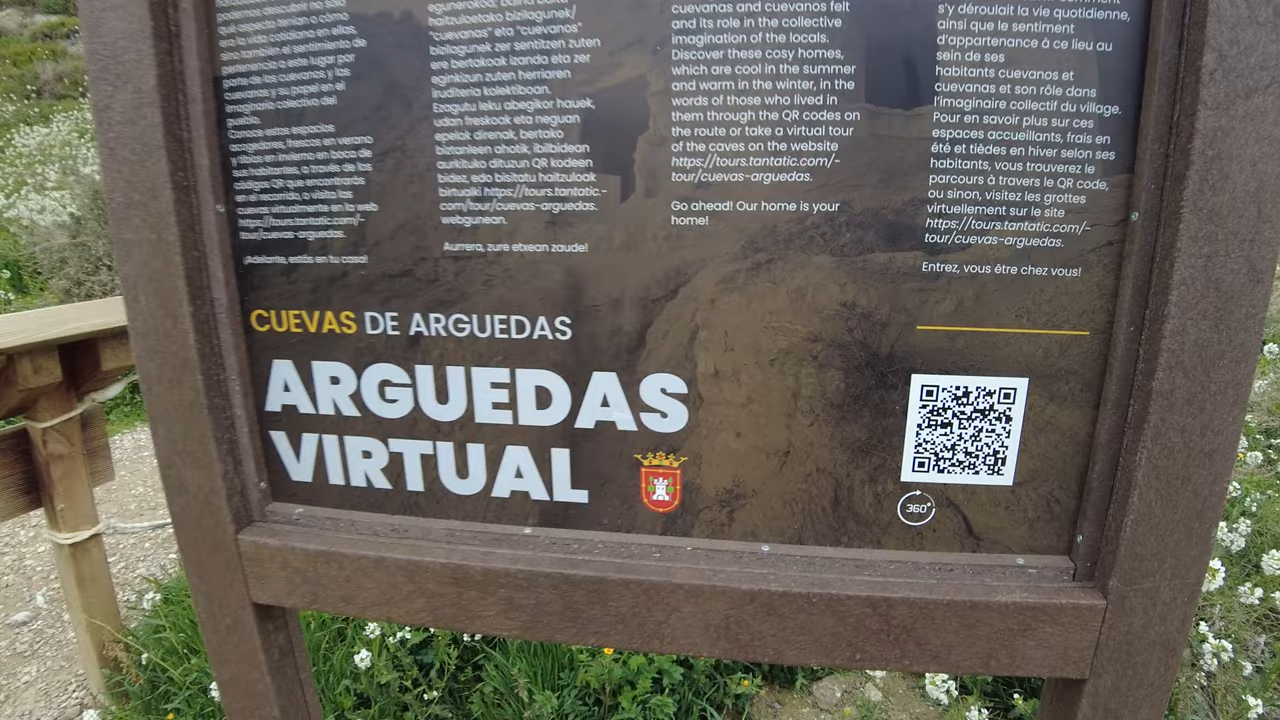 podemos descubrir no solo
qué aspecto tenían o cómo
era la vida cotidiana en ellas,
sino también el sentimiento de
pertenencia a este lugar por
parte de los cuevanos y las
cuevanas y su papel en el
imaginario colectivo del
pueblo.
Conoce estos espacios
acogedores, frescos en verano
y tibios en invierno en boca de
sus habitantes, a través de los
códigos QR que encontrarás
en el recorrido, o visita las
cuevas virtualmente en la web
https://tours.tantatic.com/-
tour/cuevas-arguedas.
¡Adelante, estás en tu casa!
egunerokoa, baina baita
haitzuloetako bizilagunek/
"cuevanas" eta "cuevanos"
bizilagunek zer sentitzen zuten
ere bertakoak izanda eta zer
eginkizun zuten herriaren
iruditeria kolektiboan.
Ezagutu leku abegikor hauek,
udan freskoak eta neguan
epelak direnak, bertako
biztanleen ahotik, ibilbidean
aurkituko dituzun QR kodeen
bidez, edo bisitatu haitzuloak
birtualki https://tours.tantatic.-
com/tour/cuevas-arguedas.
webgunean.
Aurrera, zure etxean zaude!
cuevanas and cuevanos felt
and its role in the collective
imagination of the locals.
Discover these cosy homes,
which are cool in the summer
and warm in the winter, in the
words of those who lived in
them through the QR codes on
the route or take a virtual tour
of the caves on the website
https://tours.tantatic.com/-
tour/cuevas-arguedas.
Go ahead! Our home is your
home!
s'y déroulait la vie quotidienne,
ainsi que le sentiment
d'appartenance à ce lieu au
sein de ses
habitants cuevanos et
cuevanas et son rôle dans
l'imaginaire collectif du village.
Pour en savoir plus sur ces
espaces accueillants, frais en
été et tièdes en hiver selon ses
habitants, vous trouverez le
parcours à travers le QR code,
ou sinon, visitez les grottes
virtuellement sur le site
https://tours.tantatic.com/-
tour/cuevas-arguedas.
Entrez, vous être chez vous!
CUEVAS DE ARGUEDAS
ARGUEDAS
VIRTUAL
360°